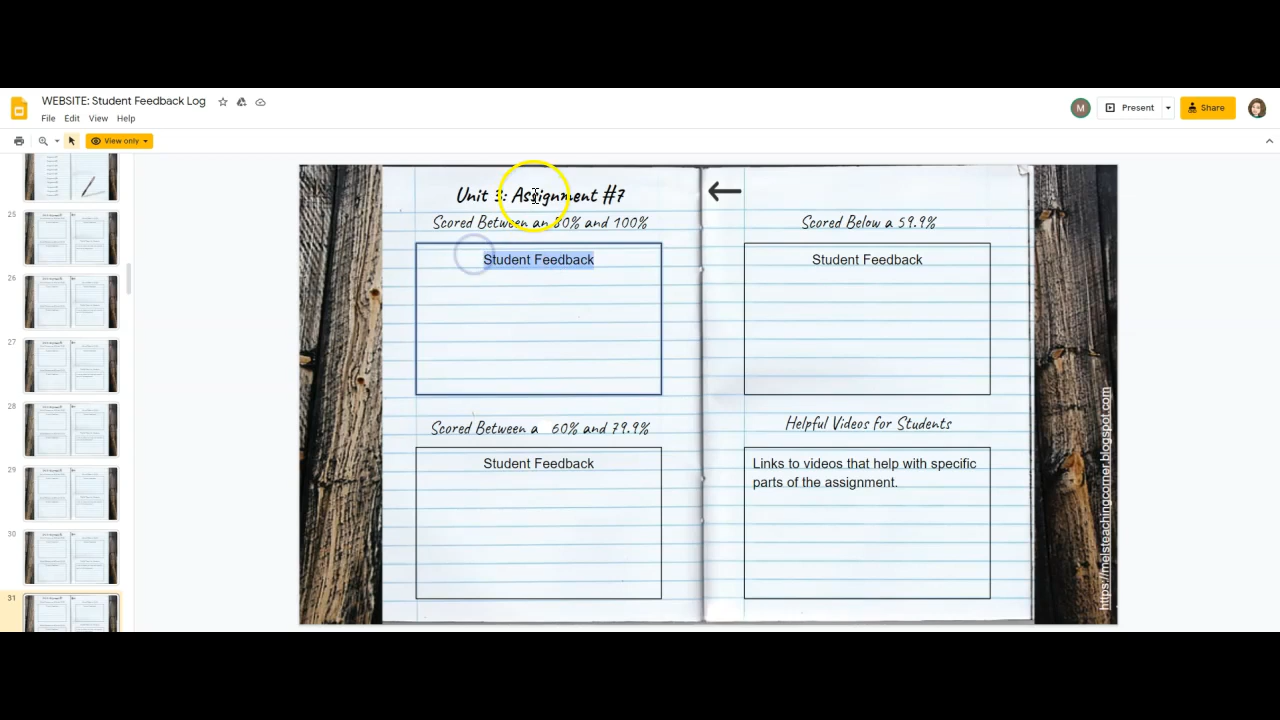 WEBSITE: Student Feedback Log
File Edit View Help
M
Present
Share
View only
25
26
27
28
29
30
31
Assignment #7
Scored Between a 80% and 100%
Student Feedback
Scored Between a 60% and 79.9%
Student Feedback
Scored Below a 59.9%
Student Feedback
Helpful Videos for Students
Links to videos that help with specific
parts of the assignment.
https://melsteachingcorner.blogspot.com